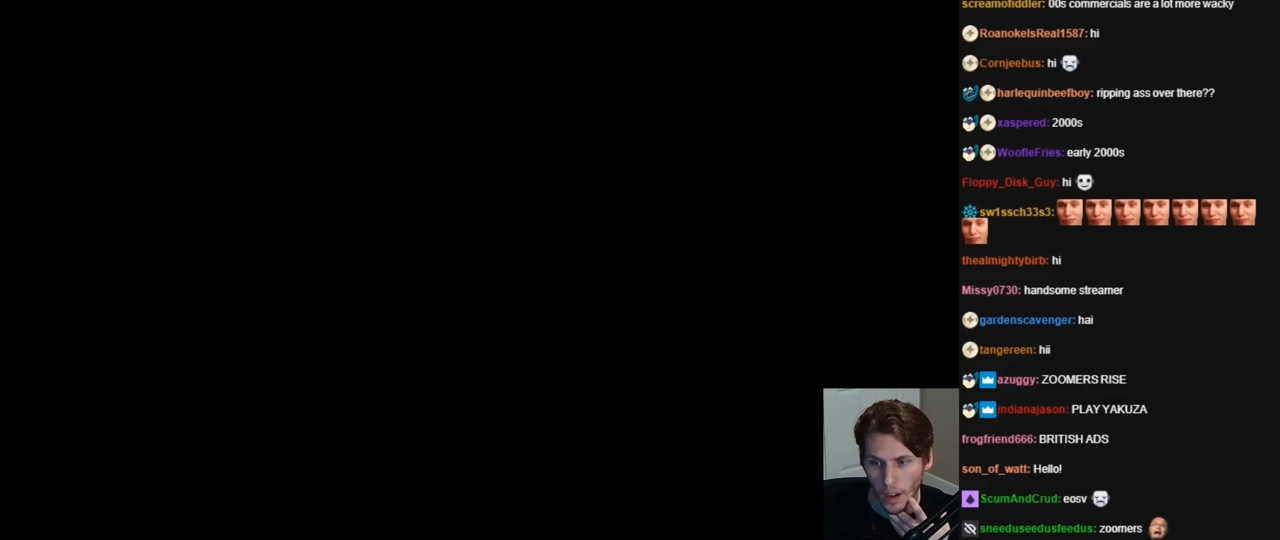 screamofiddler: 00s commercials are a lot more wacky
RoanokeIsReal1587: hi
Cornjeebus: hi
harlequinbeefboy: ripping ass over there??
xaspered: 2000s
WoofleFries: early 2000s
Floppy_Disk_Guy: hi
sw1ssch33s3:
thealmightybirb: hi
Missy0730: handsome streamer
gardenscavenger: hai
tangereen: hii
azuggy: ZOOMERS RISE
indianajason: PLAY YAKUZA
frogfriend666: BRITISH ADS
son_of_watt: Hello!
ScumAndCrud: eosv
sneeduseedusfeedus: zoomers